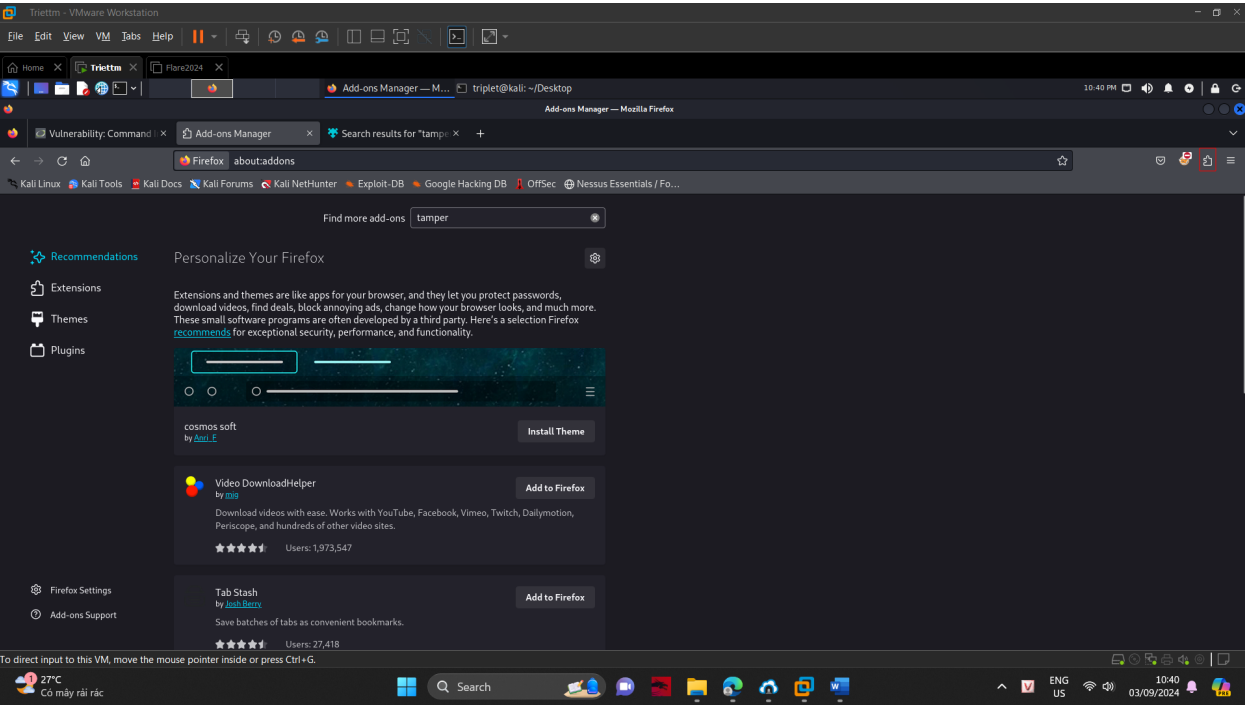 Triettm - VMware Workstation
File Edit View VM Tabs Help
Home Triettm Flare2024
Add-ons Manager — M... triplet@kali: ~/Desktop 10:40 PM
Add-ons Manager — Mozilla Firefox
Vulnerability: Command Add-ons Manager Search results for "tampe
Firefox about:addons
Kali Linux Kali Tools Kali Docs Kali Forums Kali NetHunter Exploit-DB Google Hacking DB OffSec Nessus Essentials / Fo...
Find more add-ons tamper
Recommendations
Extensions
Themes
Plugins
Personalize Your Firefox
Extensions and themes are like apps for your browser, and they let you protect passwords,
download videos, find deals, block annoying ads, change how your browser looks, and much more.
These small software programs are often developed by a third party. Here's a selection Firefox
recommends for exceptional security, performance, and functionality.
cosmos soft
by Anri_F
Install Theme
Video DownloadHelper
by mig
Add to Firefox
Download videos with ease. Works with YouTube, Facebook, Vimeo, Twitch, Dailymotion,
Periscope, and hundreds of other video sites.
Users: 1,973,547
Tab Stash
by Josh Berry
Add to Firefox
Save batches of tabs as convenient bookmarks.
Users: 27,418
Firefox Settings
Add-ons Support
To direct input to this VM, move the mouse pointer inside or press Ctrl+G.
1
27°C
Có mây rải rác
Search
V
ENG
US
10:40
03/09/2024
PRE